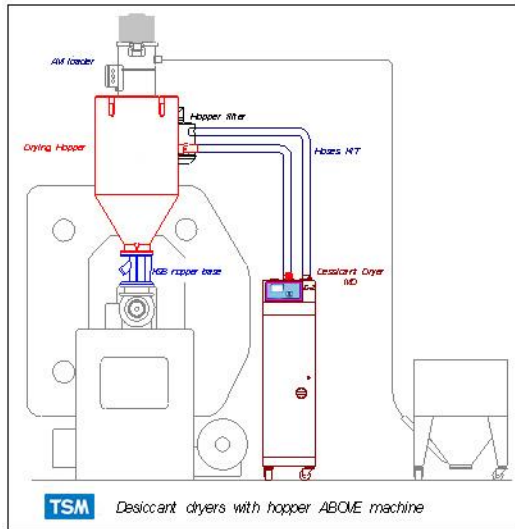 AM loader
Hopper filter
Drying Hopper
Hoses KIT
HSB hopper base
Dessicant Dryer
MD
TSM
Desiccant dryers with hopper ABOVE machine